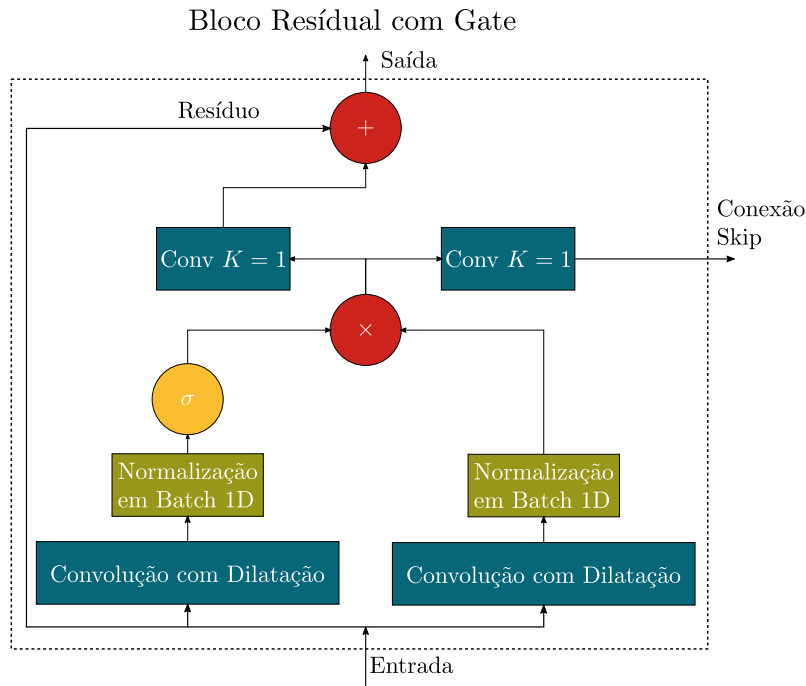 Bloco Resídual com Gate
Saída
Resíduo
+
Conexão
Skip
Conv K = 1
Conv K = 1
×
σ
Normalização
em Batch 1D
Normalização
em Batch 1D
Convolução com Dilatação
Convolução com Dilatação
Entrada